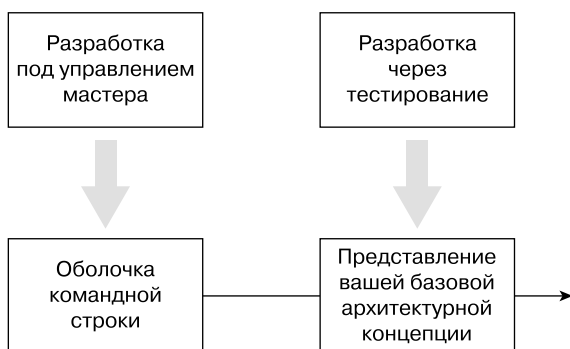 Разработка
под управлением
мастера
Разработка
через
тестирование
Оболочка
командной
строки
Представление
вашей базовой
архитектурной
концепции